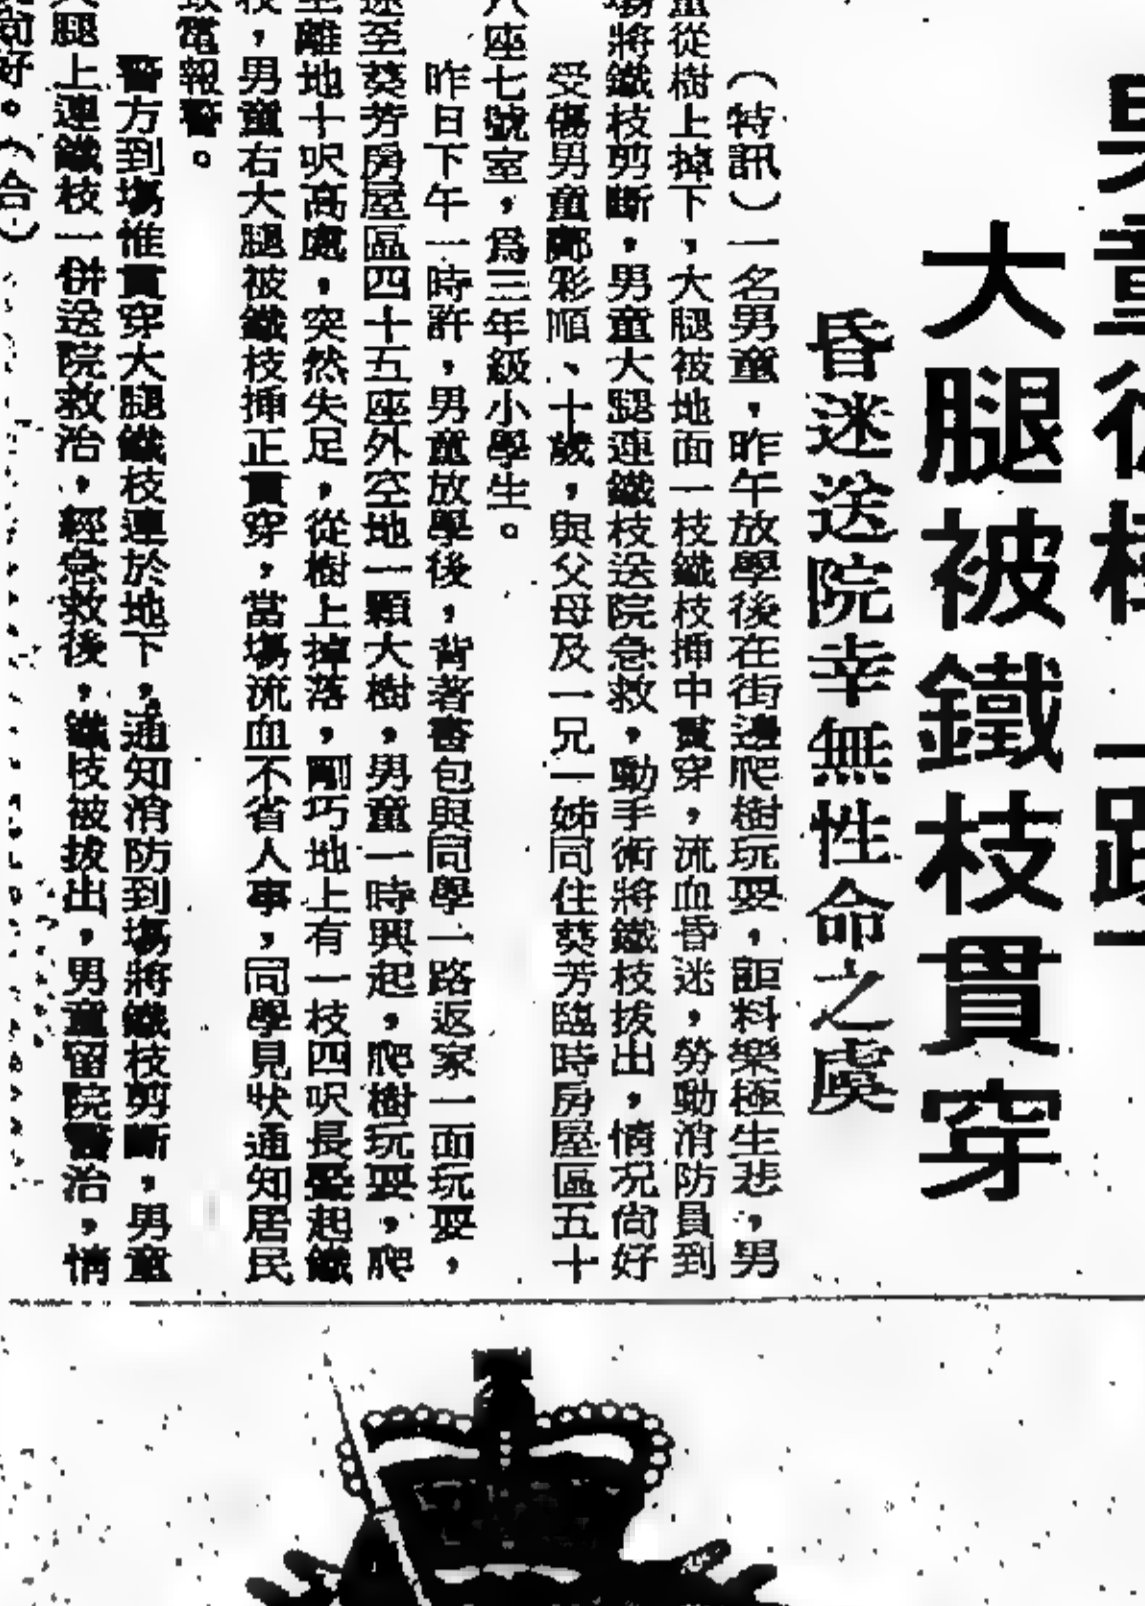 大腿被鐵枝貫穿
昏迷送院幸無性命之虞
（特訊）一名男童，昨午放學後在街邊爬樹玩耍，詎料樂極生悲，男
童從樹上掉下，大腿被地面一枝鐵枝揷中貫穿，流血昏迷，勞動消防員到
塲將鐵枝剪斷，男童大腿連鐵枝送院急救，動手術將鐵枝拔出，情況尙好
受傷男童鄺彩順、十歲，與父母及一兄一姊同住葵芳臨時房屋區五十
八座七號室，爲三年級小學生。
昨日下午一時許，男童放學後，背著書包與同學一路返家一面玩耍，
途至葵芳房屋區四十五座外空地一顆大樹，男童一時興起，爬樹玩耍，爬
至離地十呎高處，突然失足，從樹上掉落，剛巧地上有一枝四呎長豎起鐵
枝，男童右大腿被鐵枝揷正貫穿，當塲流血不省人事，同學見狀通知居民
致電報警。
警方到塲惟貫穿大腿鐵枝連於地下，通知消防到塲將鐵枝剪斷，男童
大腿上連鐵枝一併送院救治，經急救後，鐵枝被拔出，男童留院醫治，情
況尙好。（合）